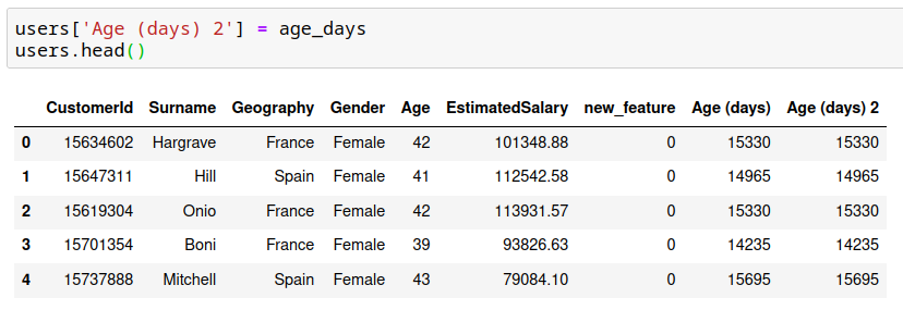 users['Age (days) 2'] = age_days
users.head()
CustomerId Surname Geography Gender Age EstimatedSalary new_feature Age (days) Age (days) 2
0 15634602 Hargrave France Female 42 101348.88 0 15330 15330
1 15647311 Hill Spain Female 41 112542.58 0 14965 14965
2 15619304 Onio France Female 42 113931.57 0 15330 15330
3 15701354 Boni France Female 39 93826.63 0 14235 14235
4 15737888 Mitchell Spain Female 43 79084.10 0 15695 15695